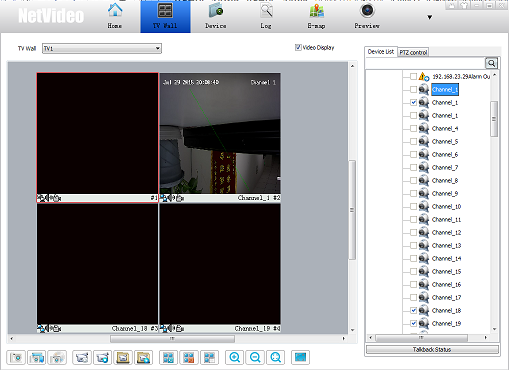 NetVideo
Home
TV Wall
Device
Log
E-map
Preview
TV Wall
TV1
Video Display
Device List
PTZ control
Jul 29 2015 20:08:40
Channel 1
#1
Channel_1 #2
Channel_18 #3
Channel_19 #4
192.168.23.29Alarm Ou
Channel_1
Channel_1
Channel_1
Channel_4
Channel_5
Channel_6
Channel_7
Channel_8
Channel_9
Channel_10
Channel_11
Channel_12
Channel_13
Channel_14
Channel_15
Channel_16
Channel_17
Channel_18
Channel_19
Talkback Status